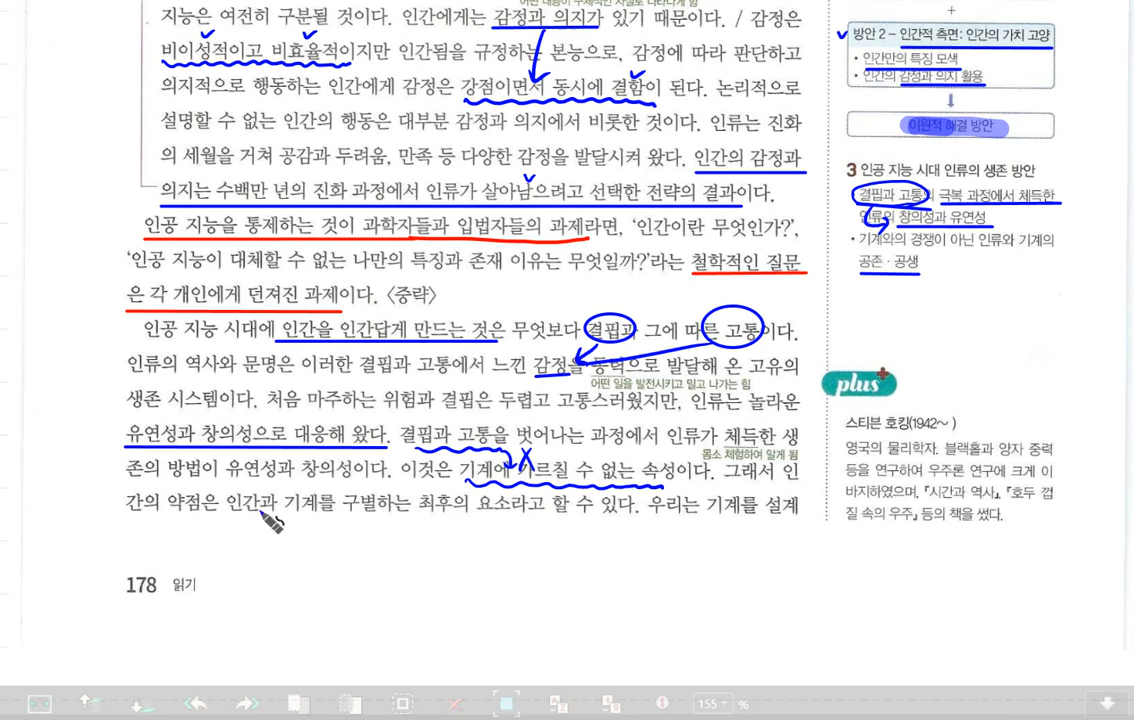 지능은 여전히 구분될 것이다. 인간에게는 감정과 의지가 있기 때문이다. / 감정은
비이성적이고 비효율적이지만 인간됨을 규정하는 본능으로, 감정에 따라 판단하고
의지적으로 행동하는 인간에게 감정은 강점이면서 동시에 결함이 된다. 논리적으로
설명할 수 없는 인간의 행동은 대부분 감정과 의지에서 비롯한 것이다. 인류는 진화
의 세월을 거쳐 공감과 두려움, 만족 등 다양한 감정을 발달시켜 왔다. 인간의 감정과
의지는 수백만 년의 진화 과정에서 인류가 살아남으려고 선택한 전략의 결과이다.
인공 지능을 통제하는 것이 과학자들과 입법자들의 과제라면, '인간이란 무엇인가?',
'인공 지능이 대체할 수 없는 나만의 특징과 존재 이유는 무엇일까?'라는 철학적인 질문
은 각 개인에게 던져진 과제이다. 〈중략〉
인공 지능 시대에 인간을 인간답게 만드는 것은 무엇보다 결핍과 그에 따른 고통이다.
인류의 역사와 문명은 이러한 결핍과 고통에서 느낀 감정을 동력으로 발달해 온 고유의
어떤 일을 발전시키고 밀고 나가는 힘
생존 시스템이다. 처음 마주하는 위험과 결핍은 두렵고 고통스러웠지만, 인류는 놀라운
유연성과 창의성으로 대응해 왔다. 결핍과 고통을 벗어나는 과정에서 인류가 체득한 생
몸소 체험하여 알게 됨
존의 방법이 유연성과 창의성이다. 이것은 기계에 가르칠 수 없는 속성이다. 그래서 인
간의 약점은 인간과 기계를 구별하는 최후의 요소라고 할 수 있다. 우리는 기계를 설계
178 읽기
+
방안 2 – 인간적 측면: 인간의 가치 고양
• 인간만의 특징 모색
• 인간의 감정과 의지 활용
이원적 해결 방안
3 인공 지능 시대 인류의 생존 방안
결핍과 고통의 극복 과정에서 체득한
인류의 창의성과 유연성
• 기계와의 경쟁이 아닌 인류와 기계의
공존·공생
plus+
스티븐 호킹(1942~ )
영국의 물리학자. 블랙홀과 양자 중력
등을 연구하여 우주론 연구에 크게 이
바지하였으며, 『시간과 역사』, 『호두 껍
질 속의 우주』 등의 책을 썼다.
155 %